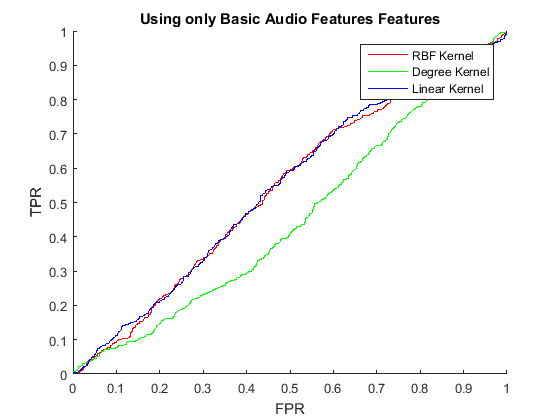 Using only Basic Audio Features Features
1
0.9
0.8
0.7
0.6
0.5
0.4
0.3
0.2
0.1
0
TPR
RBF Kernel
Degree Kernel
Linear Kernel
0 0.1 0.2 0.3 0.4 0.5 0.6 0.7 0.8 0.9 1
FPR